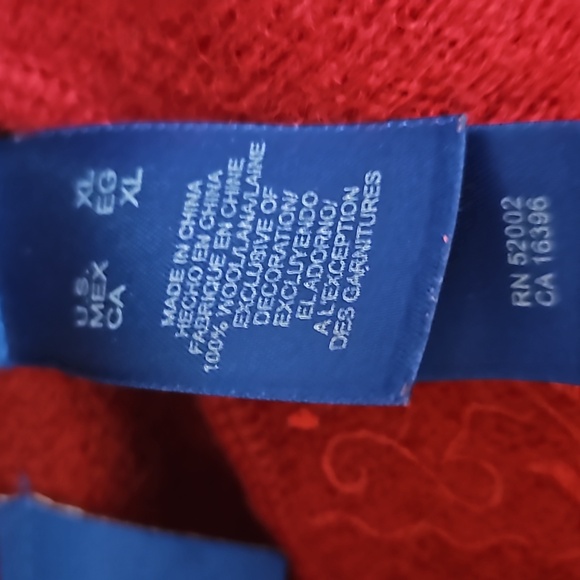 U.S. XL
MEX EG
CA XL
MADE IN CHINA
HECHO EN CHINA
FABRIQUE EN CHINE
100% WOOL/LANA/LAINE
EXCLUSIVE OF
DECORATION/
EXCLUYENDO
EL ADORNO/
A L'EXCEPTION
DES GARNITURES
RN 52002
CA 16396